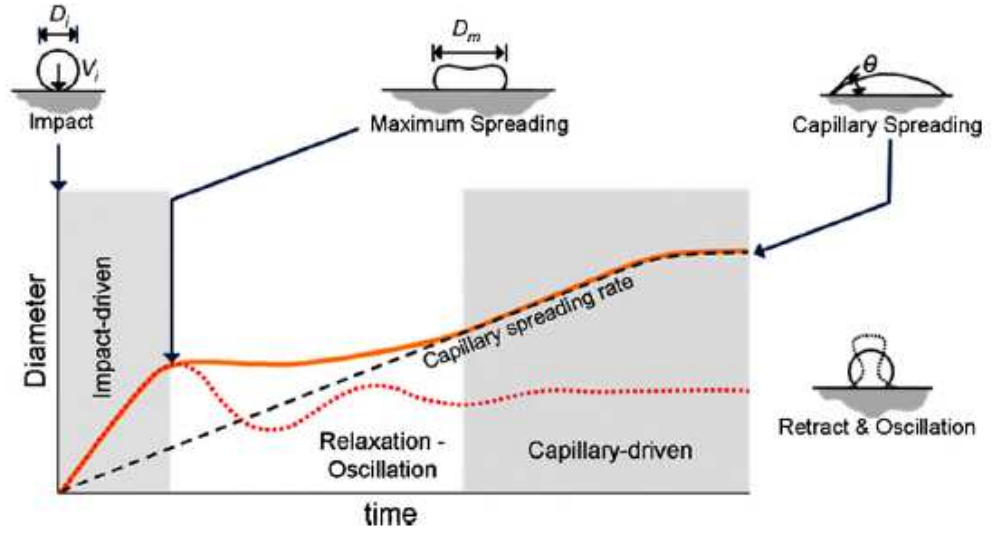 Di
Vi
Impact
Dm
Maximum Spreading
θ
Capillary Spreading
Diameter
Impact-driven
Capillary spreading rate
Relaxation -
Oscillation
Capillary-driven
Retract & Oscillation
time